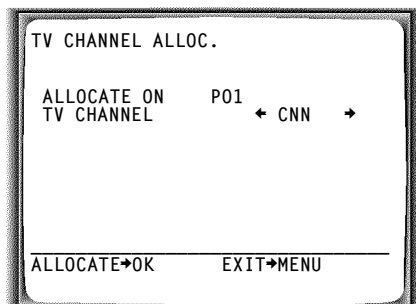 TV CHANNEL ALLOC.
ALLOCATE ON P01
TV CHANNEL ← CNN →
ALLOCATE→OK EXIT→MENU